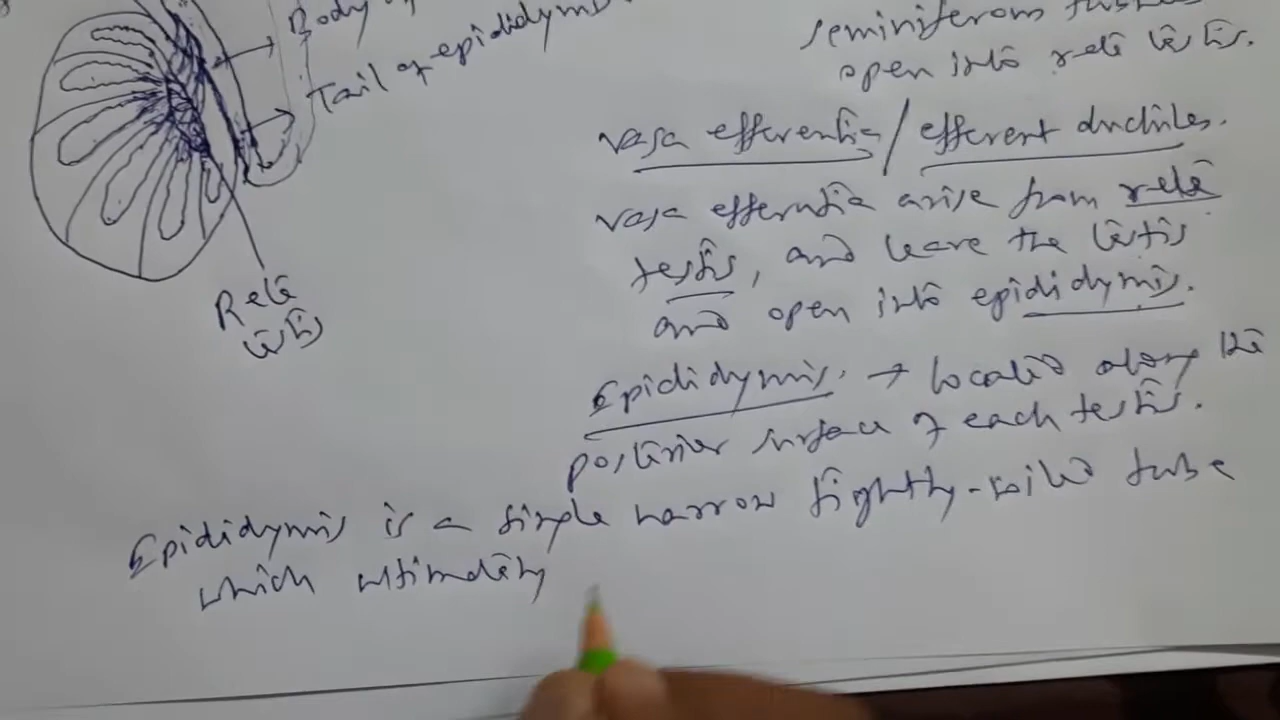 Body of
Tail of epididymis
Rete
testis
seminiferous
open into rete testis.
vasa efferentia/efferent ductules.
vasa efferentia arise from rete
testis, and leave the testis
and open into epididymis.
Epididymis. → located along the
posterior surface of each testis.
Epididymis is a single narrow tightly-coiled tube
which ultimately